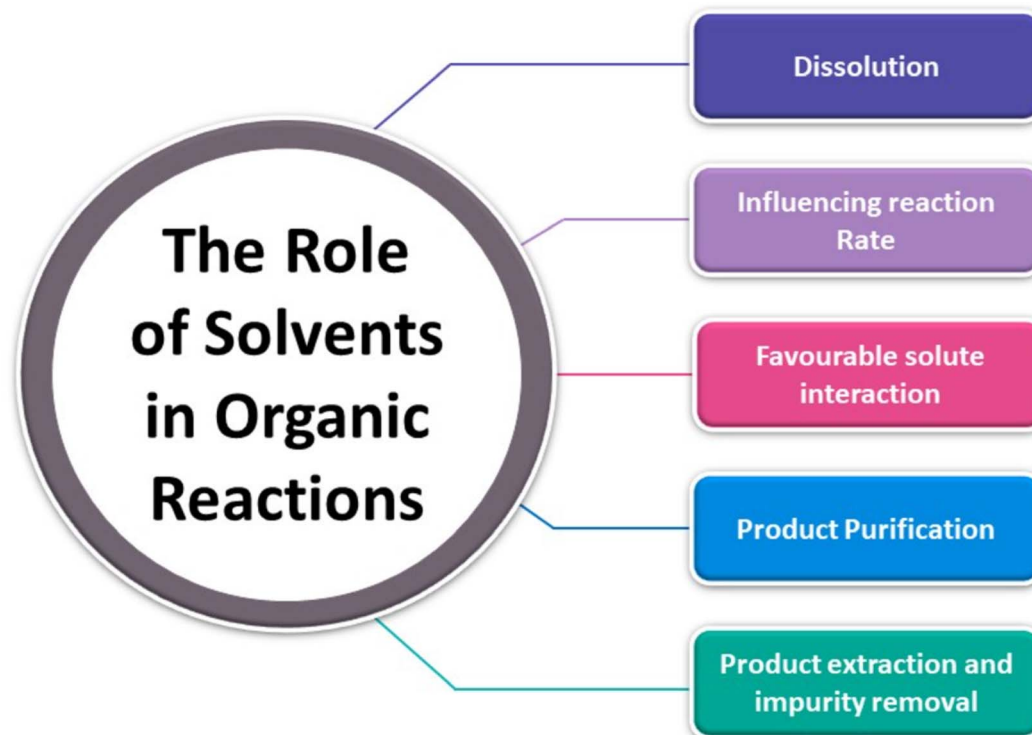 The Role
of Solvents
in Organic
Reactions
Dissolution
Influencing reaction
Rate
Favourable solute
interaction
Product Purification
Product extraction and
impurity removal